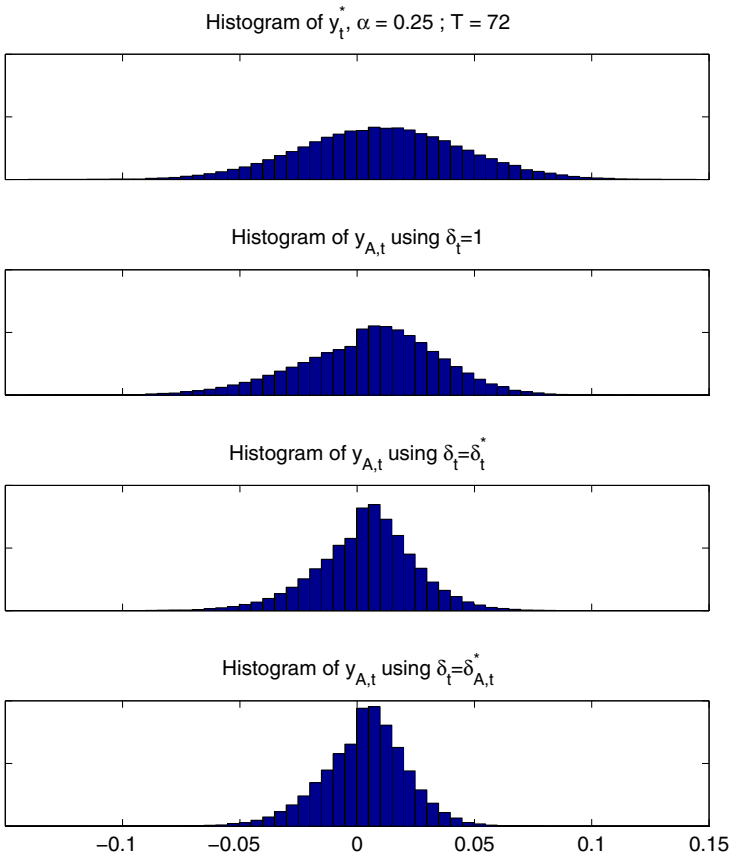 Histogram of y*t, α = 0.25 ; T = 72
Histogram of yA,t using δt=1
Histogram of yA,t using δt=δ*t
Histogram of yA,t using δt=δ*A,t
−0.1 −0.05 0 0.05 0.1 0.15